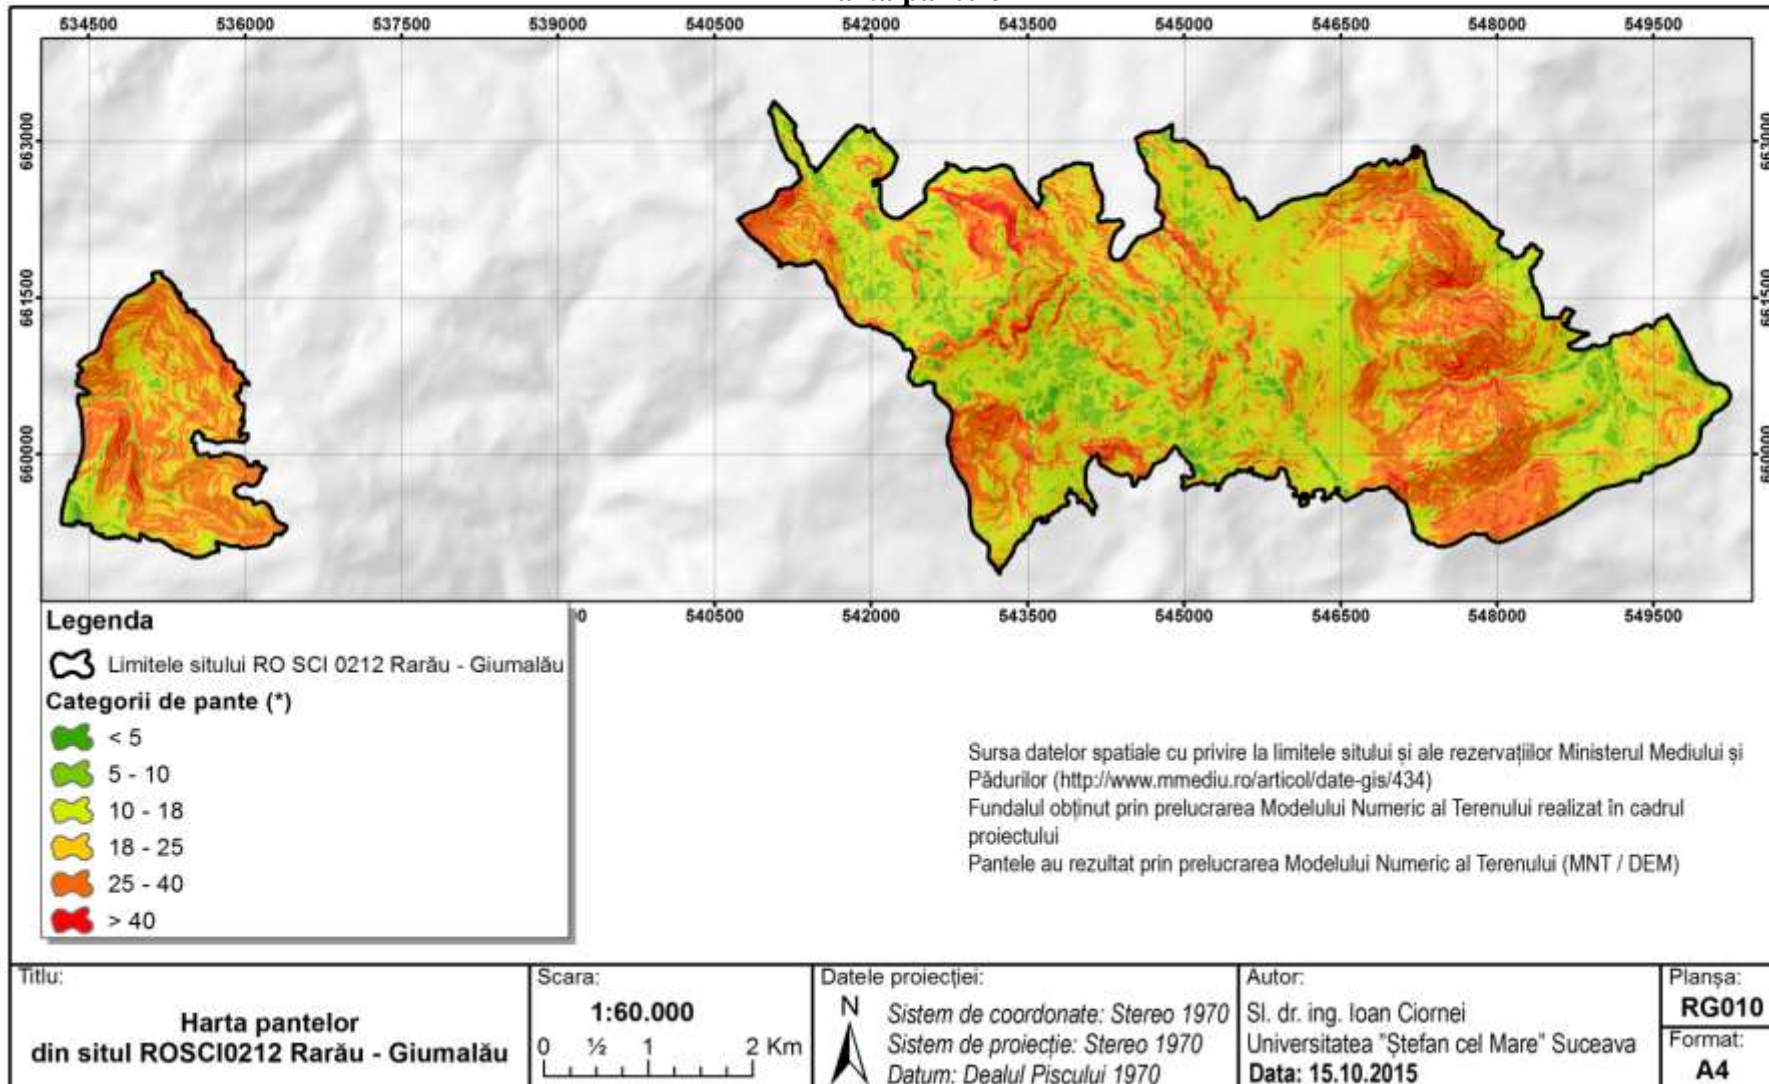 534500 536000 537500 539000 540500 542000 543500 545000 546500 548000 549500
663000 663000
661500 661500
660000 660000
540500 542000 543500 545000 546500 548000 549500
Legenda
Limitele sitului RO SCI 0212 Rarău - Giumalău
Categorii de pante (*)
< 5
5 - 10
10 - 18
18 - 25
25 - 40
> 40
Sursa datelor spatiale cu privire la limitele sitului și ale rezervațiilor Ministerul Mediului și
Pădurilor (http://www.mmediu.ro/articol/date-gis/434)
Fundalul obținut prin prelucrarea Modelului Numeric al Terenului realizat în cadrul
proiectului
Pantele au rezultat prin prelucrarea Modelului Numeric al Terenului (MNT / DEM)
Titlu:
Harta pantelor
din situl ROSCI0212 Rarău - Giumalău
Scara:
1:60.000
0 ½ 1 2 Km
Datele proiecției:
N
Sistem de coordonate: Stereo 1970
Sistem de proiecție: Stereo 1970
Datum: Dealul Piscului 1970
Autor:
Sl. dr. ing. Ioan Ciornei
Universitatea "Ștefan cel Mare" Suceava
Data: 15.10.2015
Planșa:
RG010
Format:
A4